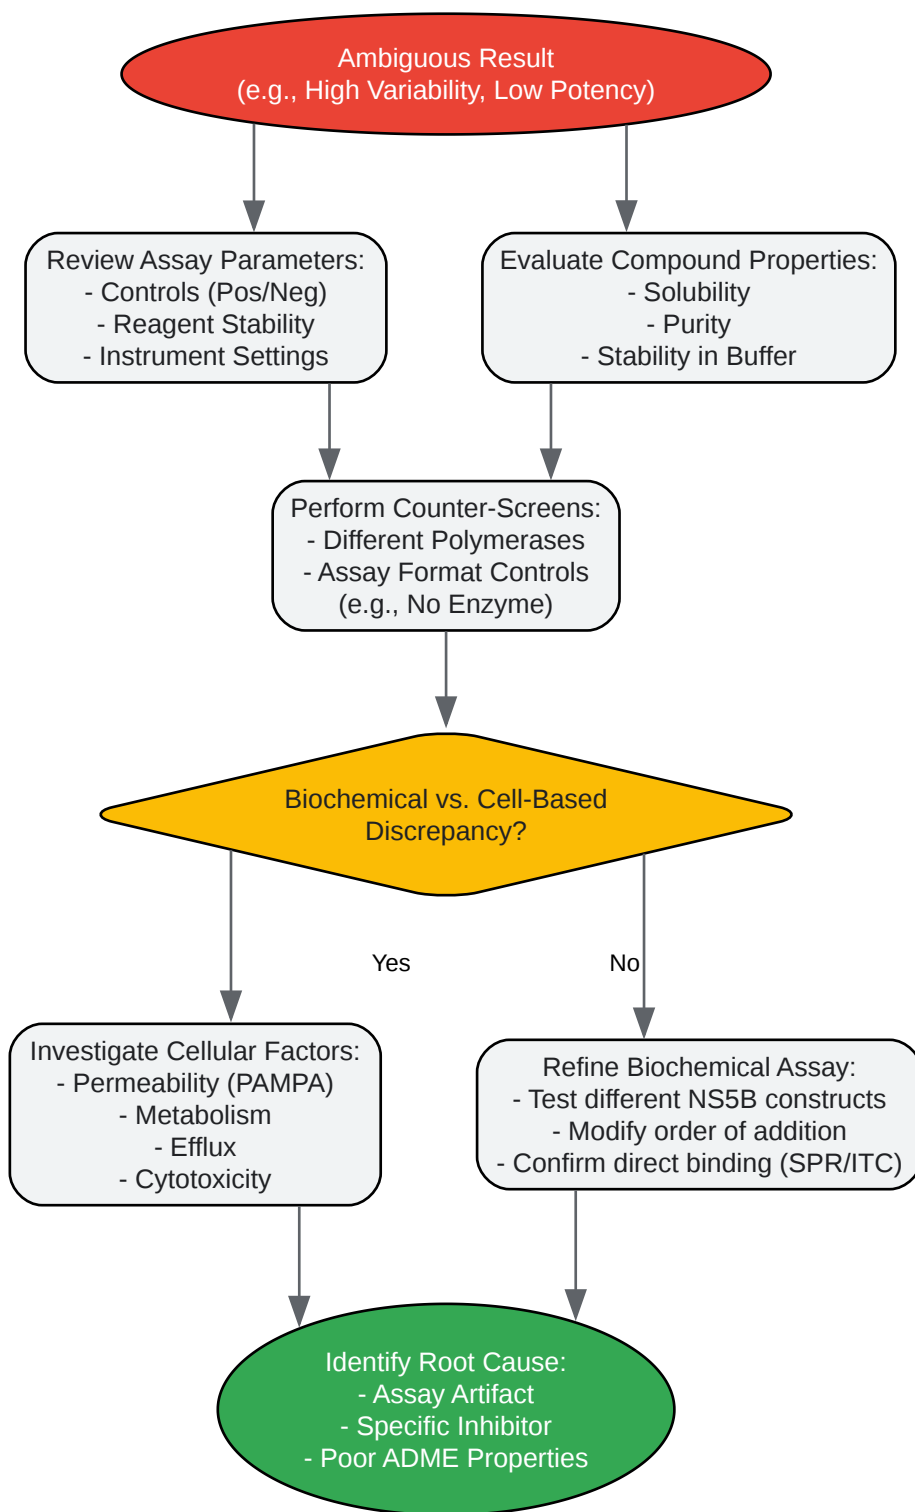 Ambiguous Result
(e.g., High Variability, Low Potency)
Review Assay Parameters:
- Controls (Pos/Neg)
- Reagent Stability
- Instrument Settings
Evaluate Compound Properties:
- Solubility
- Purity
- Stability in Buffer
Perform Counter-Screens:
- Different Polymerases
- Assay Format Controls
(e.g., No Enzyme)
Biochemical vs. Cell-Based
Discrepancy?
Yes
No
Investigate Cellular Factors:
- Permeability (PAMPA)
- Metabolism
- Efflux
- Cytotoxicity
Refine Biochemical Assay:
- Test different NS5B constructs
- Modify order of addition
- Confirm direct binding (SPR/ITC)
Identify Root Cause:
- Assay Artifact
- Specific Inhibitor
- Poor ADME Properties